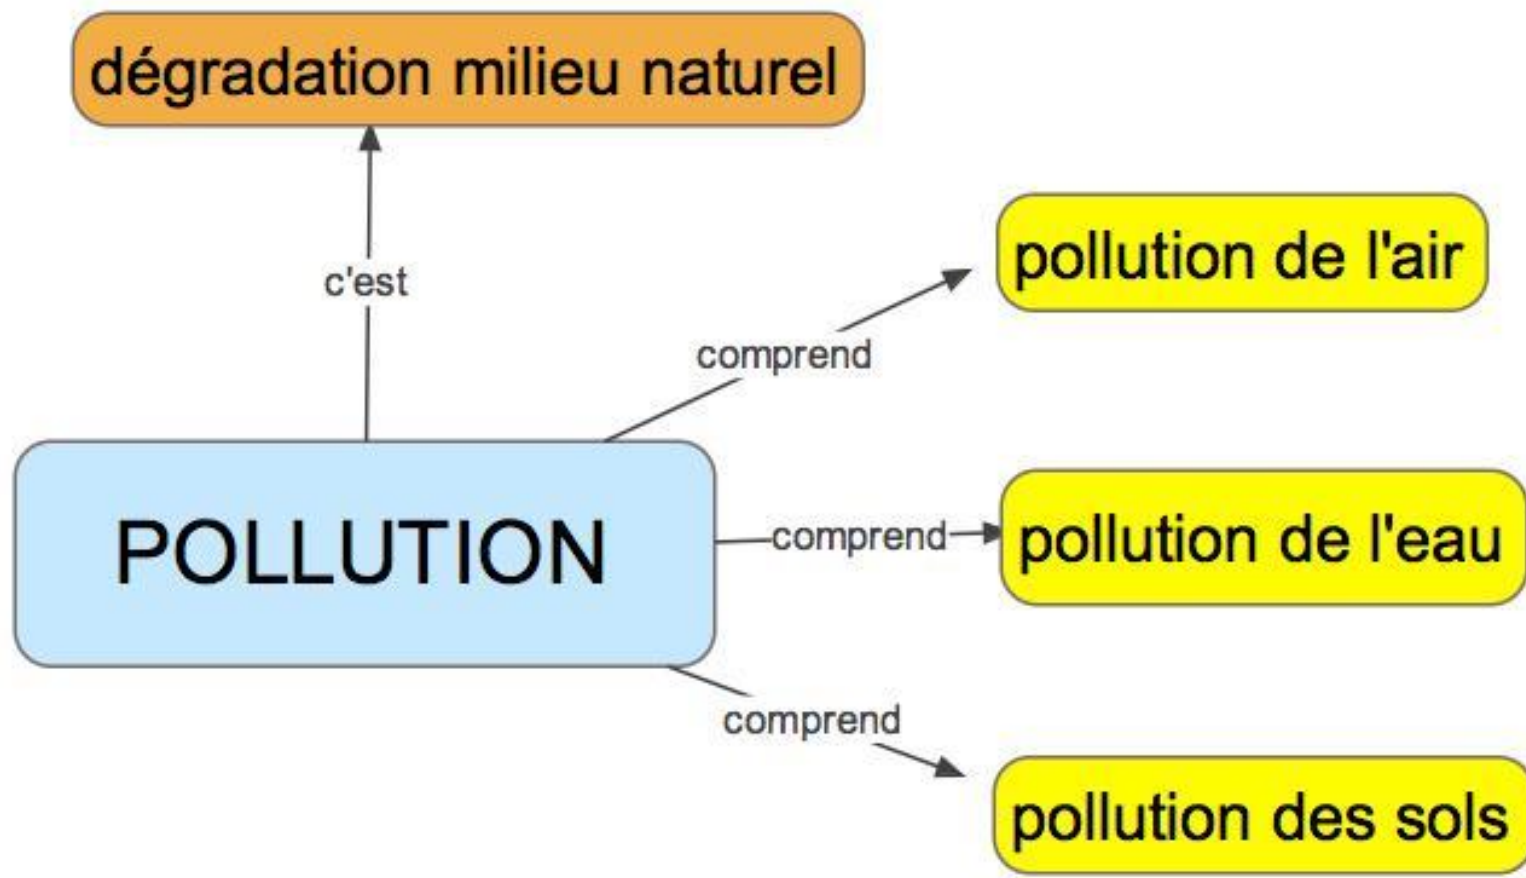 dégradation milieu naturel
pollution de l'air
c'est
comprend
POLLUTION
comprend
pollution de l'eau
comprend
pollution des sols